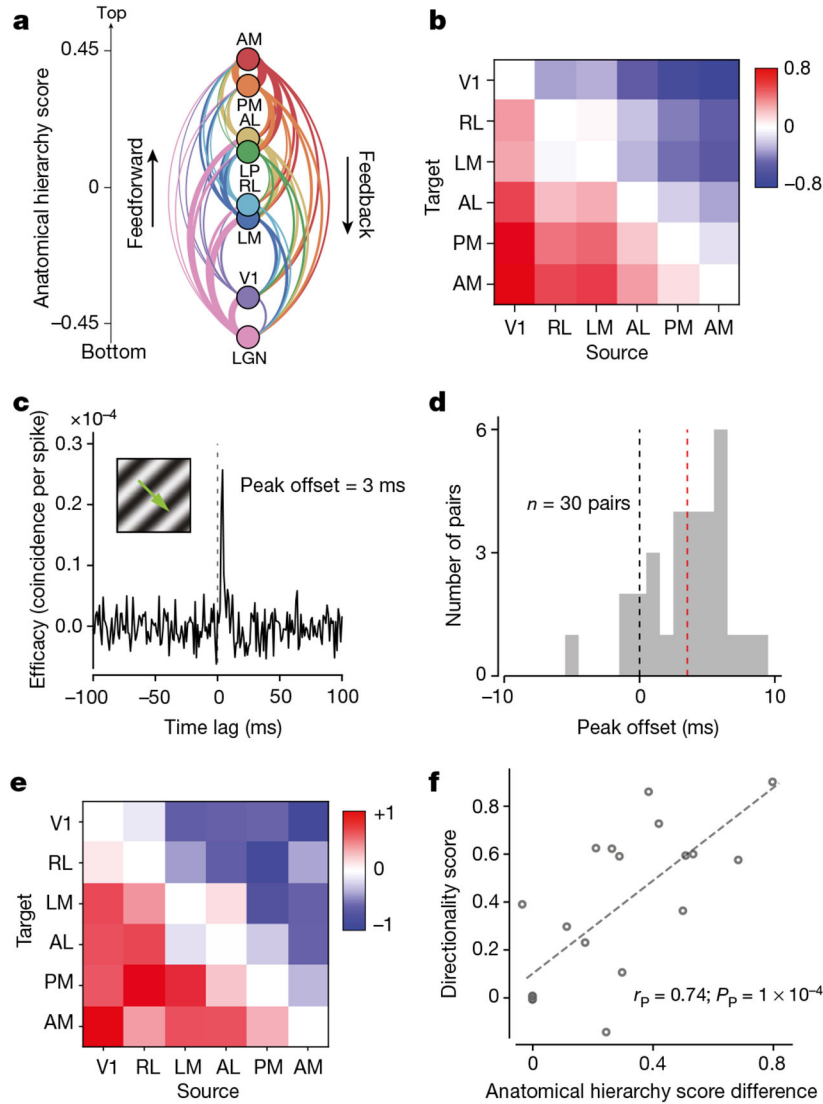 a
Top
Anatomical hierarchy score
0.45
0
−0.45
Bottom
Feedforward
Feedback
AM
PM
AL
LP
RL
LM
V1
LGN
b
Target
V1
RL
LM
AL
PM
AM
V1 RL LM AL PM AM
Source
0.8
0
−0.8
c
×10⁻⁴
Efficacy (coincidence per spike)
0.3
0.2
0.1
0.0
Peak offset = 3 ms
−100 −50 0 50 100
Time lag (ms)
d
Number of pairs
6
3
0
n = 30 pairs
−10 0 10
Peak offset (ms)
e
Target
V1
RL
LM
AL
PM
AM
V1 RL LM AL PM AM
Source
+1
0
−1
f
Directionality score
0.8
0.6
0.4
0.2
0
r_P = 0.74; P_P = 1 × 10⁻⁴
0 0.4 0.8
Anatomical hierarchy score difference